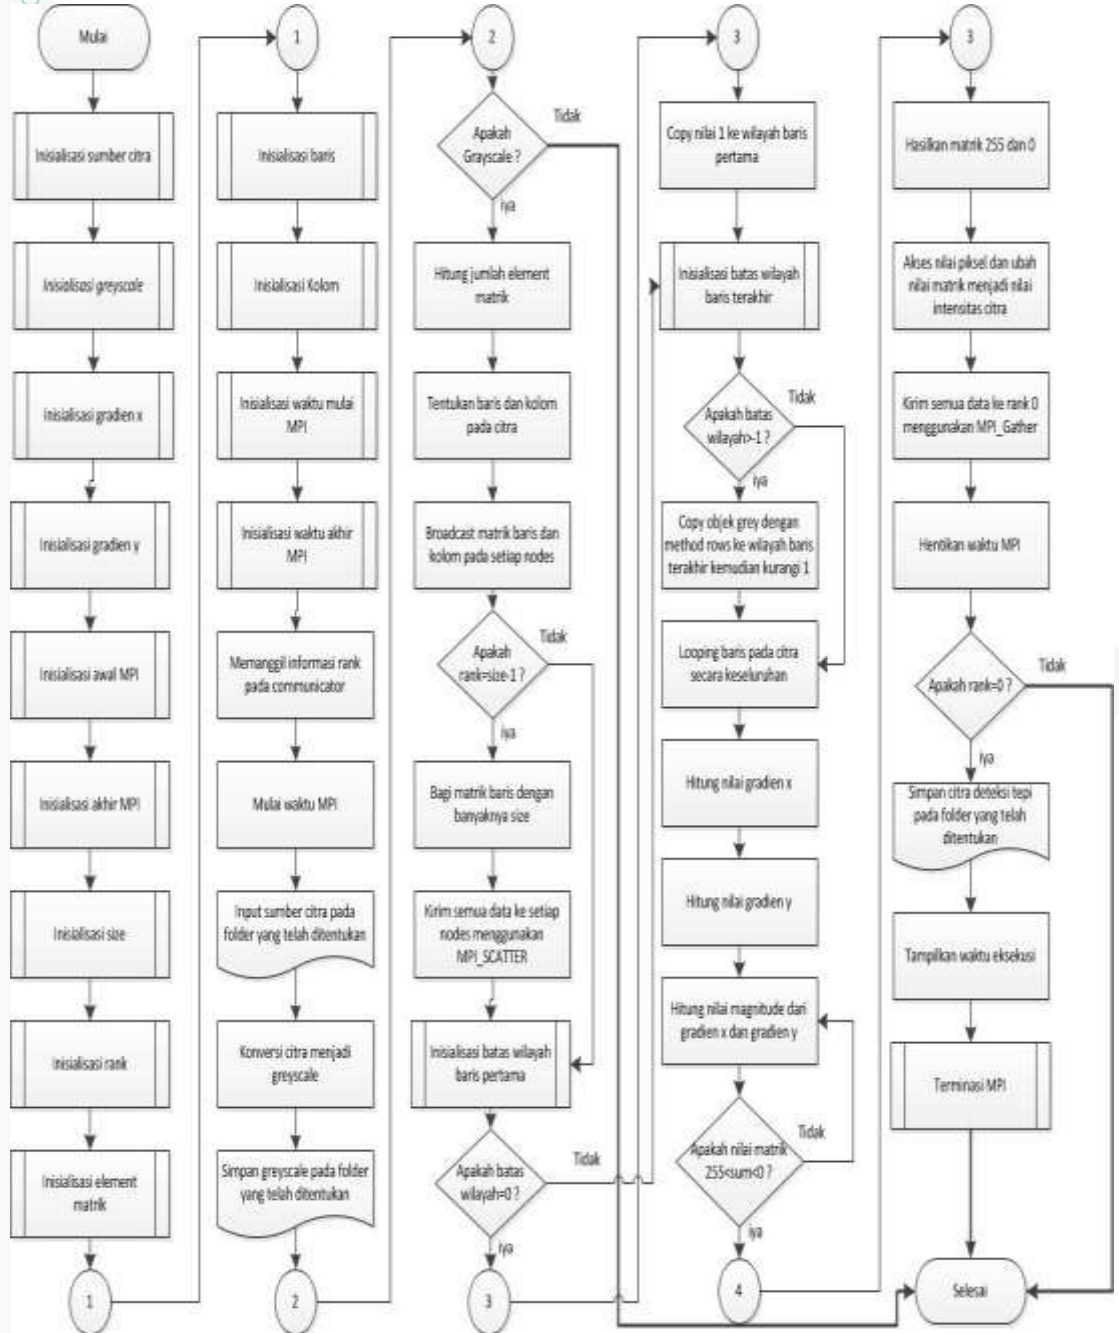 Mulai
Inisialisasi sumber citra
Inisialisasi greyscale
Inisialisasi gradien x
Inisialisasi gradien y
Inisialisasi awal MPI
Inisialisasi akhir MPI
Inisialisasi size
Inisialisasi rank
Inisialisasi element
matrik
1
1
Inisialisasi baris
Inisialisasi Kolom
Inisialisasi waktu mulai
MPI
Inisialisasi waktu akhir
MPI
Memanggil informasi rank
pada communicator
Mulai waktu MPI
Input sumber citra pada
folder yang telah ditentukan
Konversi citra menjadi
greyscale
Simpan greyscale pada folder
yang telah ditentukan
2
2
Apakah
Grayscale ?
Tidak
iya
Hitung jumlah element
matrik
Tentukan baris dan kolom
pada citra
Broadcast matrik baris dan
kolom pada setiap nodes
Apakah
rank=size-1 ?
Tidak
iya
Bagi matrik baris dengan
banyaknya size
Kirim semua data ke setiap
nodes menggunakan
MPI_SCATTER
Inisialisasi batas wilayah
baris pertama
Apakah batas
wilayah=0 ?
Tidak
iya
3
3
Copy nilai 1 ke wilayah baris
pertama
Inisialisasi batas wilayah
baris terakhir
Apakah batas
wilayah>-1 ?
Tidak
iya
Copy objek grey dengan
method rows ke wilayah baris
terakhir kemudian kurangi 1
Looping baris pada citra
secara keseluruhan
Hitung nilai gradien x
Hitung nilai gradien y
Hitung nilai magnitude dari
gradien x dan gradien y
Apakah nilai matrik
255<sum<0 ?
Tidak
iya
4
3
Hasilkan matrik 255 dan 0
Akses nilai piksel dan ubah
nilai matrik menjadi nilai
intensitas citra
Kirim semua data ke rank 0
menggunakan MPI_Gather
Hentikan waktu MPI
Apakah rank=0 ?
Tidak
iya
Simpan citra deteksi tepi
pada folder yang telah
ditentukan
Tampilkan waktu eksekusi
Terminasi MPI
Selesai